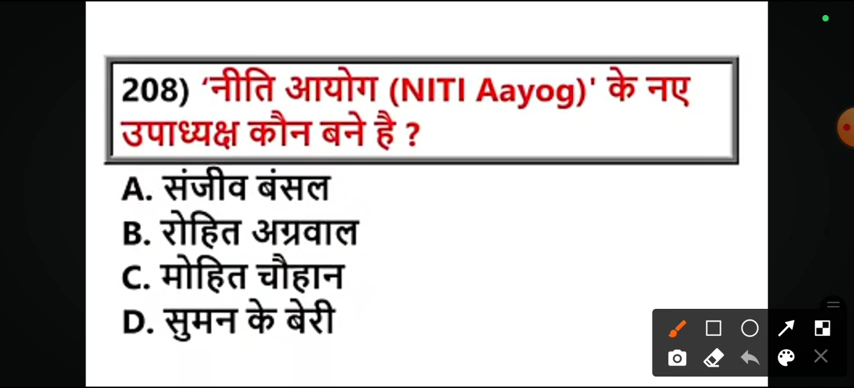 208) ‘नीति आयोग (NITI Aayog)' के नए
उपाध्यक्ष कौन बने है ?
A. संजीव बंसल
B. रोहित अग्रवाल
C. मोहित चौहान
D. सुमन के बेरी